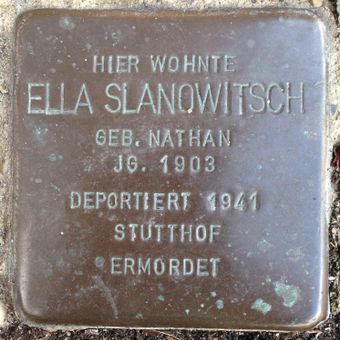 HIER WOHNTE
ELLA SLANOWITSCH
GEB. NATHAN
JG. 1903
DEPORTIERT 1941
STUTTHOF
ERMORDET